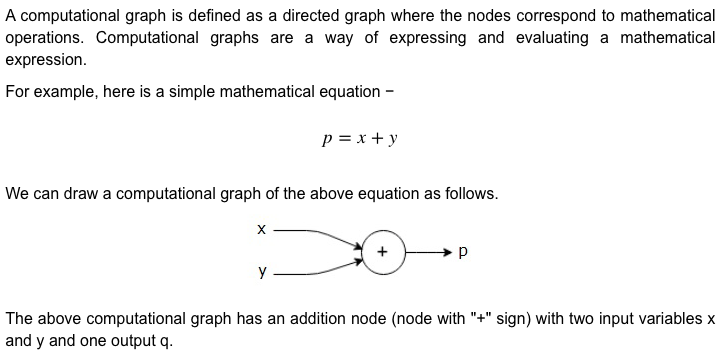 A computational graph is defined as a directed graph where the nodes correspond to mathematical
operations. Computational graphs are a way of expressing and evaluating a mathematical
expression.
For example, here is a simple mathematical equation −
p = x + y
We can draw a computational graph of the above equation as follows.
x
+
p
y
The above computational graph has an addition node (node with "+" sign) with two input variables x
and y and one output q.